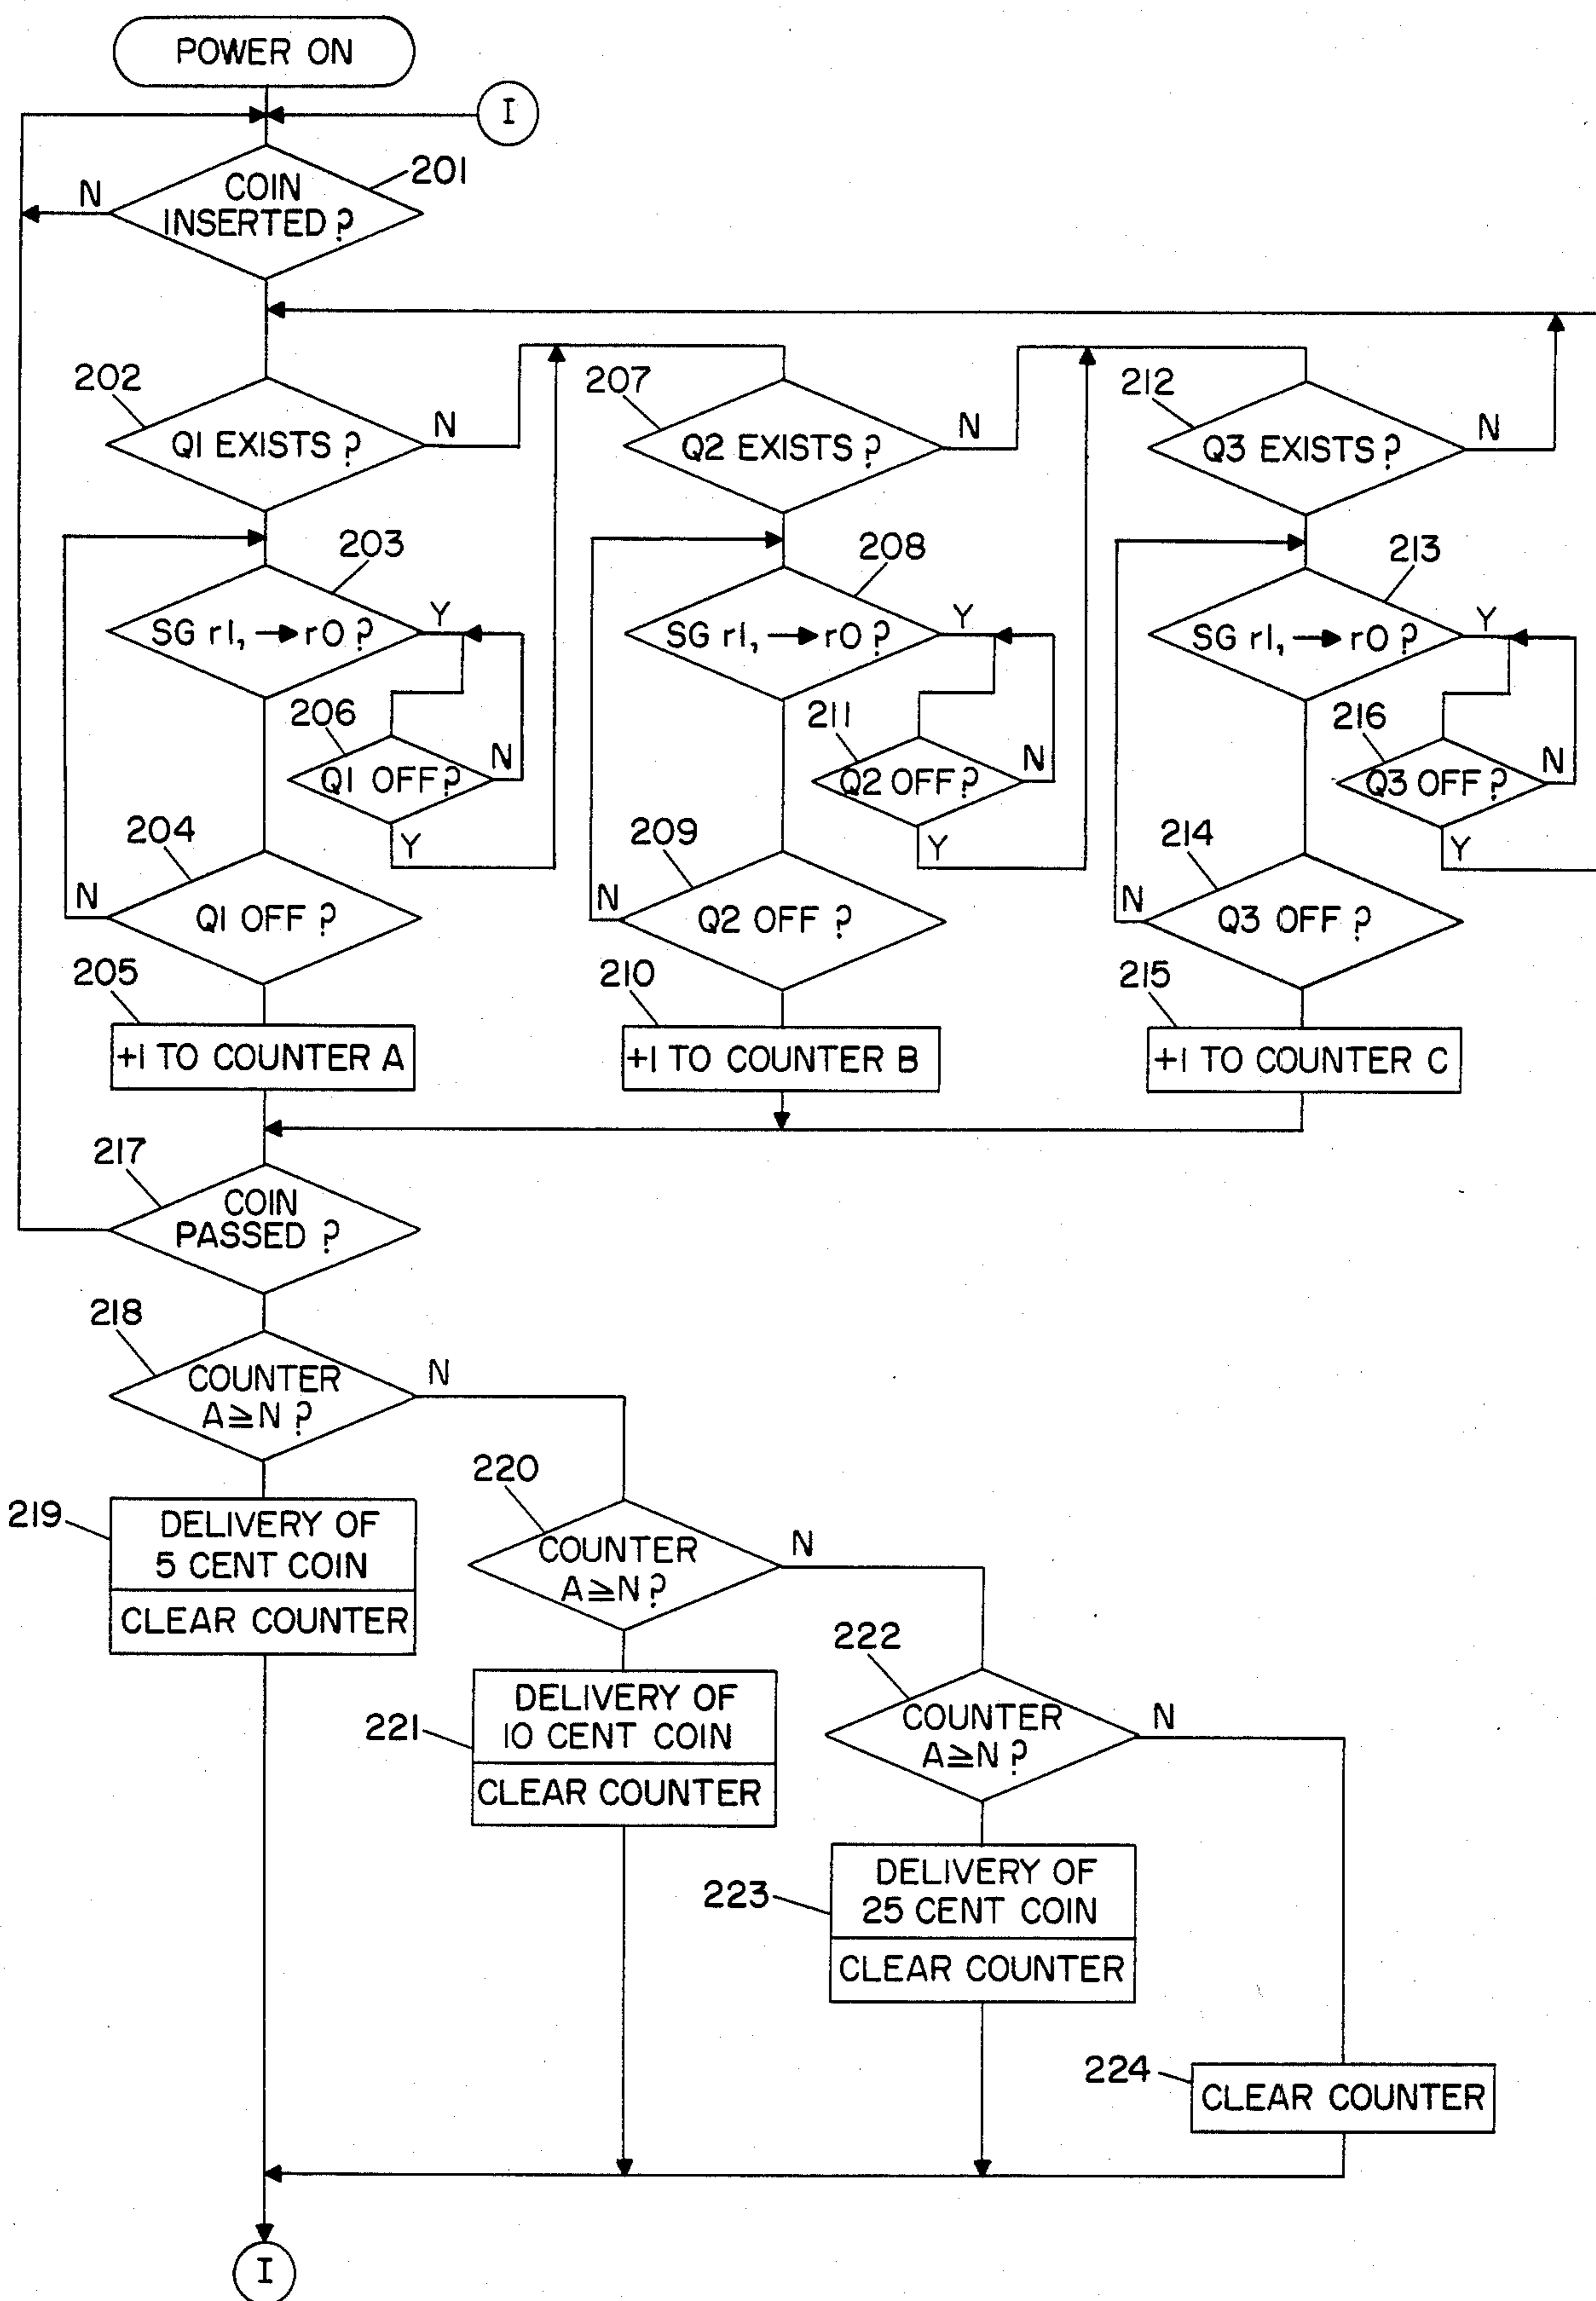 POWER ON
I
201
COIN
INSERTED?
N
202
Q1 EXISTS?
N
207
Q2 EXISTS?
N
212
Q3 EXISTS?
N
203
SG r1, → r0?
Y
208
SG r1, → r0?
Y
213
SG r1, → r0?
Y
206
Q1 OFF?
N
Y
211
Q2 OFF?
N
Y
216
Q3 OFF?
N
Y
204
Q1 OFF?
N
209
Q2 OFF?
N
214
Q3 OFF?
N
205
+1 TO COUNTER A
210
+1 TO COUNTER B
215
+1 TO COUNTER C
217
COIN
PASSED?
218
COUNTER
A≧N?
N
219
DELIVERY OF
5 CENT COIN
CLEAR COUNTER
220
COUNTER
A≧N?
N
221
DELIVERY OF
10 CENT COIN
CLEAR COUNTER
222
COUNTER
A≧N?
N
223
DELIVERY OF
25 CENT COIN
CLEAR COUNTER
224
CLEAR COUNTER
I